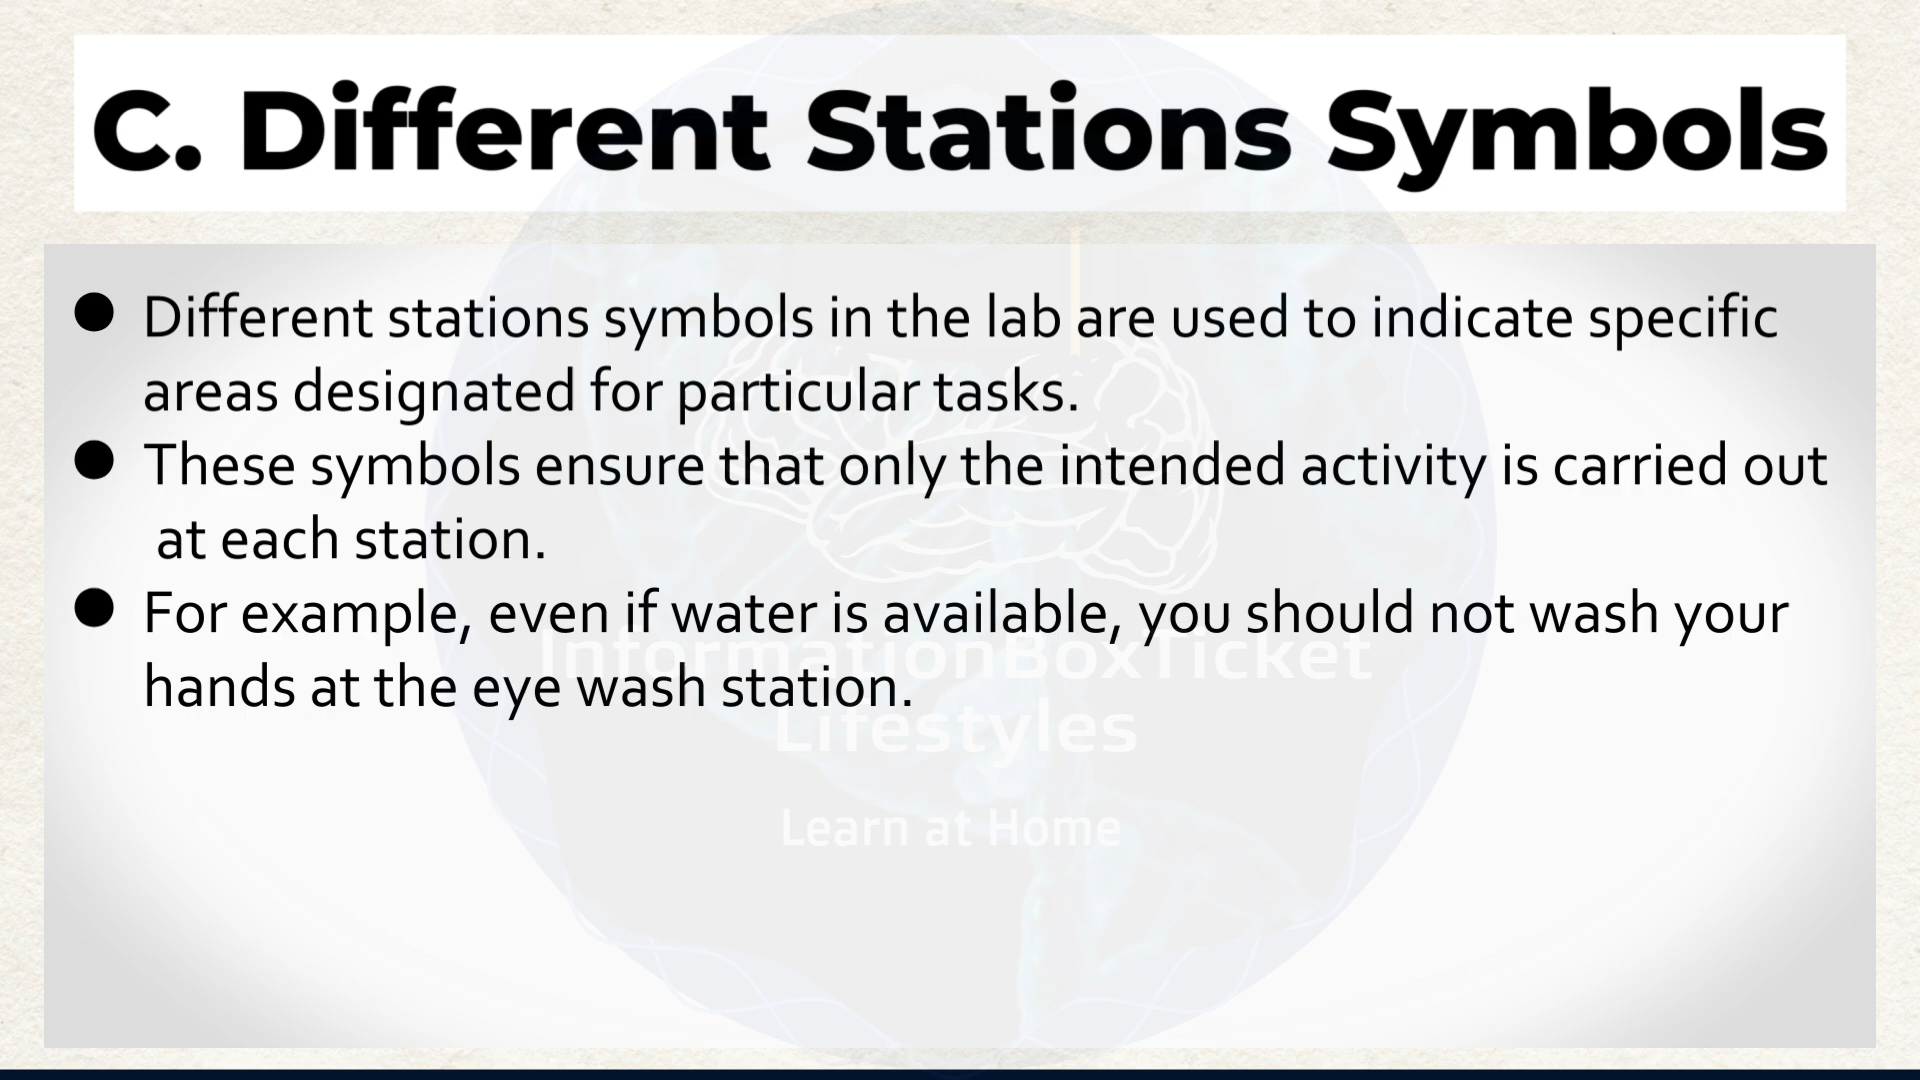 C. Different Stations Symbols
● Different stations symbols in the lab are used to indicate specific
areas designated for particular tasks.
● These symbols ensure that only the intended activity is carried out
at each station.
● For example, even if water is available, you should not wash your
hands at the eye wash station.
InformationBoxTicket
Lifestyles
Learn at Home